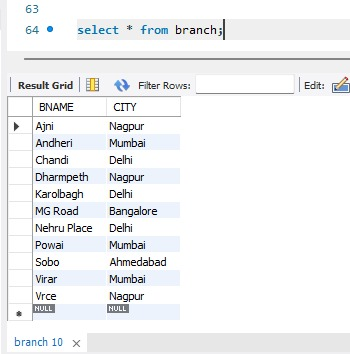 63
64 select * from branch;
Result Grid Filter Rows: Edit:
BNAME CITY
Ajni Nagpur
Andheri Mumbai
Chandi Delhi
Dharmpeth Nagpur
Karolbagh Delhi
MG Road Bangalore
Nehru Place Delhi
Powai Mumbai
Sobo Ahmedabad
Virar Mumbai
Vrce Nagpur
NULL NULL
branch 10